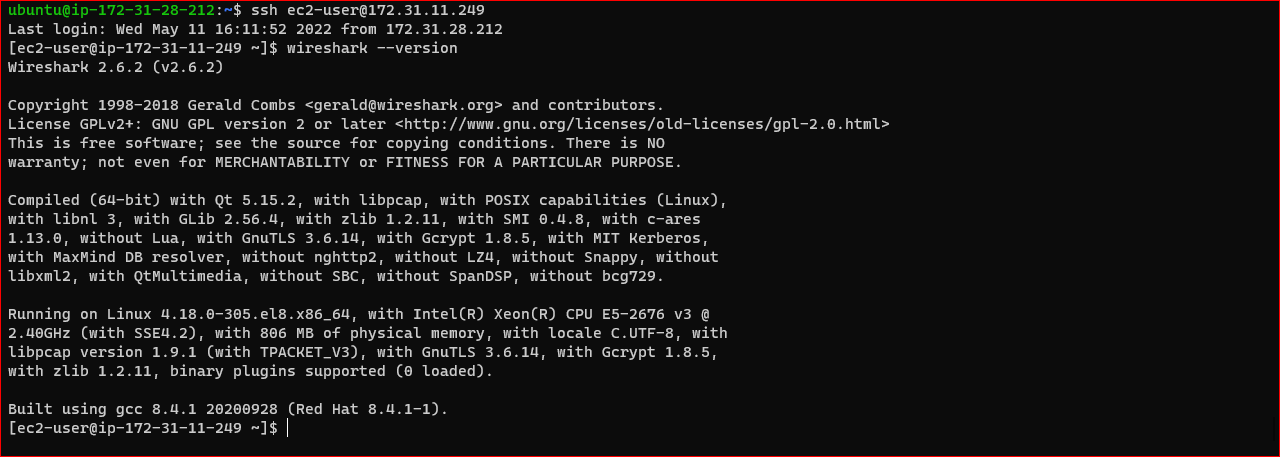 ubuntu@ip-172-31-28-212:~$ ssh ec2-user@172.31.11.249
Last login: Wed May 11 16:11:52 2022 from 172.31.28.212
[ec2-user@ip-172-31-11-249 ~]$ wireshark --version
Wireshark 2.6.2 (v2.6.2)
Copyright 1998-2018 Gerald Combs <gerald@wireshark.org> and contributors.
License GPLv2+: GNU GPL version 2 or later <http://www.gnu.org/licenses/old-licenses/gpl-2.0.html>
This is free software; see the source for copying conditions. There is NO
warranty; not even for MERCHANTABILITY or FITNESS FOR A PARTICULAR PURPOSE.
Compiled (64-bit) with Qt 5.15.2, with libpcap, with POSIX capabilities (Linux),
with libnl 3, with GLib 2.56.4, with zlib 1.2.11, with SMI 0.4.8, with c-ares
1.13.0, without Lua, with GnuTLS 3.6.14, with Gcrypt 1.8.5, with MIT Kerberos,
with MaxMind DB resolver, without nghttp2, without LZ4, without Snappy, without
libxml2, with QtMultimedia, without SBC, without SpanDSP, without bcg729.
Running on Linux 4.18.0-305.el8.x86_64, with Intel(R) Xeon(R) CPU E5-2676 v3 @
2.40GHz (with SSE4.2), with 806 MB of physical memory, with locale C.UTF-8, with
libpcap version 1.9.1 (with TPACKET_V3), with GnuTLS 3.6.14, with Gcrypt 1.8.5,
with zlib 1.2.11, binary plugins supported (0 loaded).
Built using gcc 8.4.1 20200928 (Red Hat 8.4.1-1).
[ec2-user@ip-172-31-11-249 ~]$